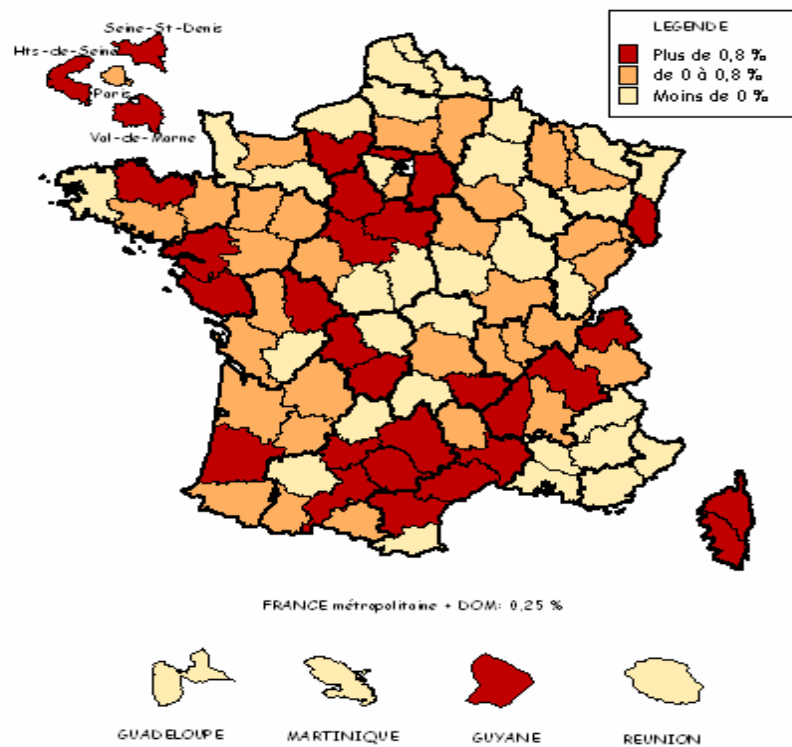 Seine-St-Denis
Hts-de-Seine
Paris
Val-de-Marne
LEGENDE
Plus de 0,8 %
de 0 à 0,8 %
Moins de 0 %
FRANCE métropolitaine + DOM: 0,25 %
GUADELOUPE
MARTINIQUE
GUYANE
REUNION